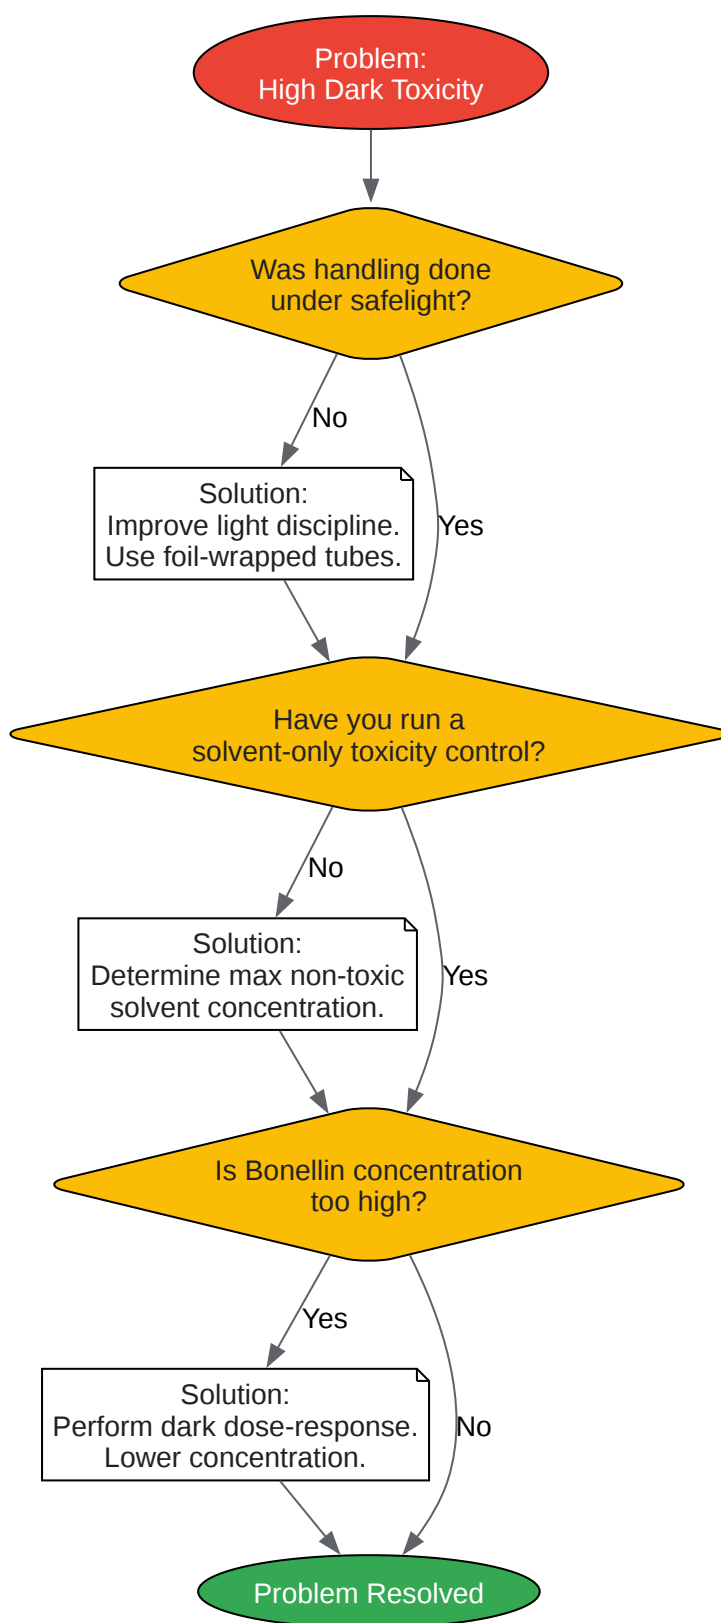 Problem:
High Dark Toxicity
Was handling done
under safelight?
No
Solution:
Improve light discipline.
Use foil-wrapped tubes.
Yes
Have you run a
solvent-only toxicity control?
No
Solution:
Determine max non-toxic
solvent concentration.
Yes
Is Bonellin concentration
too high?
Yes
Solution:
Perform dark dose-response.
Lower concentration.
No
Problem Resolved